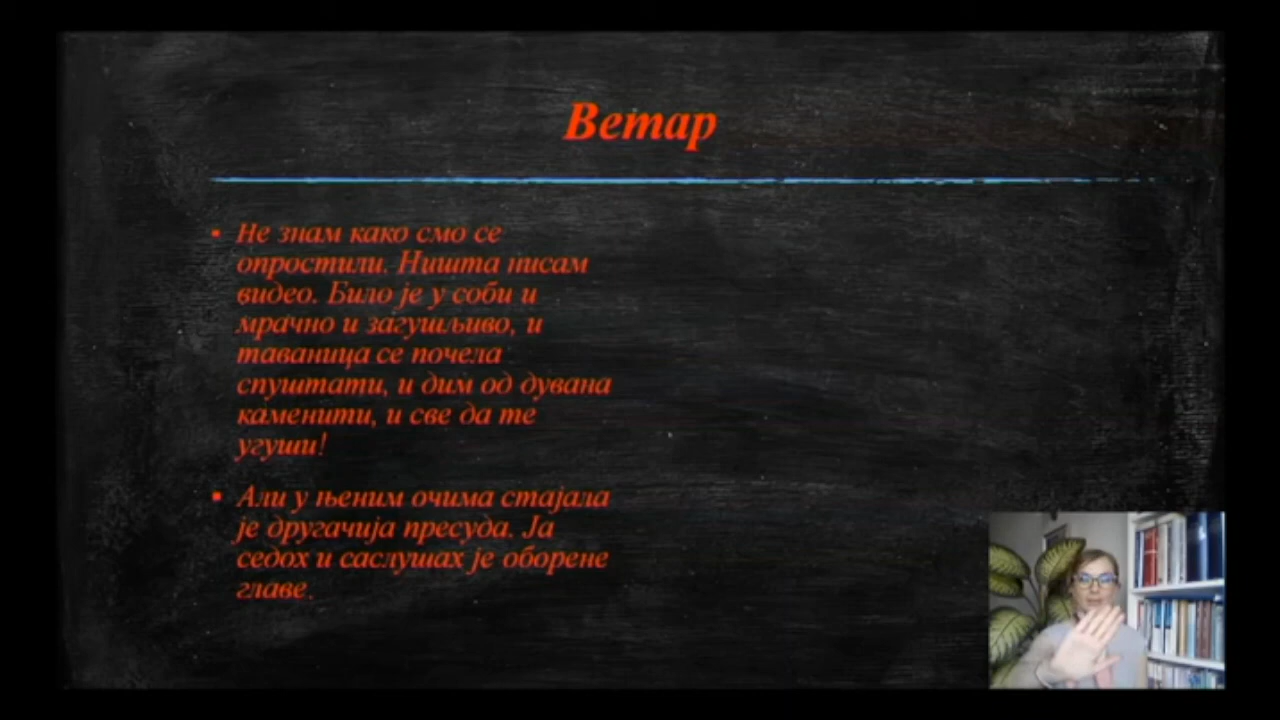 Ветар
Не знам како смо се
опростили. Ништа нисам
видео. Било је у соби и
мрачно и загушљиво, и
таваница се почела
спуштати, и дим од дувана
каменити, и све да те
угуши!
Али у њеним очима стајала
је другачија пресуда. Ја
седох и саслушах је оборене
главе.